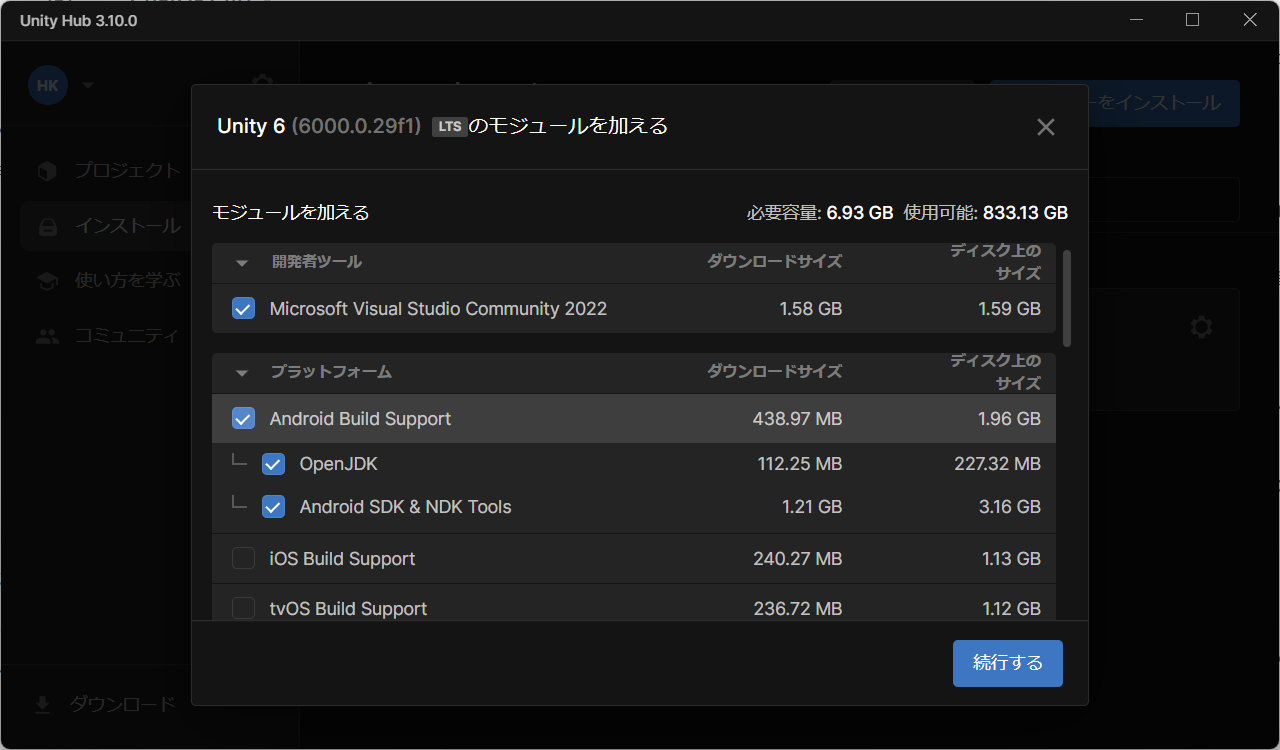 Unity Hub 3.10.0
HK
ーをインストール
Unity 6 (6000.0.29f1) LTS のモジュールを加える
プロジェクト
インストール
使い方を学ぶ
コミュニティ
モジュールを加える 必要容量: 6.93 GB 使用可能: 833.13 GB
開発者ツール ダウンロードサイズ ディスク上の
サイズ
Microsoft Visual Studio Community 2022 1.58 GB 1.59 GB
プラットフォーム ダウンロードサイズ ディスク上の
サイズ
Android Build Support 438.97 MB 1.96 GB
OpenJDK 112.25 MB 227.32 MB
Android SDK & NDK Tools 1.21 GB 3.16 GB
iOS Build Support 240.27 MB 1.13 GB
tvOS Build Support 236.72 MB 1.12 GB
続行する
ダウンロード